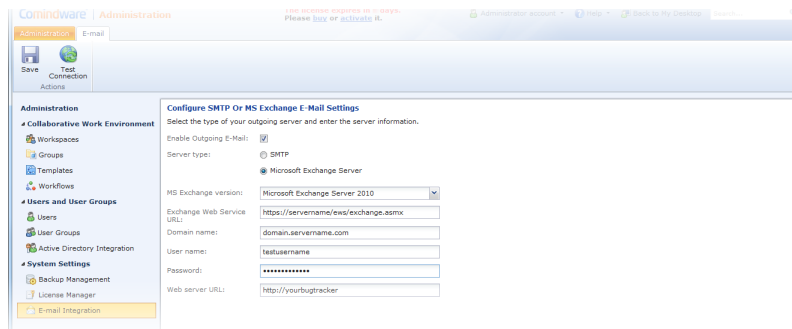 Comindware | Administration
The license expires in
Please buy or activate it.
Administrator account
Help
Back to My Desktop
Administration
E-mail
Save
Test
Connection
Actions
Administration
Collaborative Work Environment
Workspaces
Groups
Templates
Workflows
Users and User Groups
Users
User Groups
Active Directory Integration
System Settings
Backup Management
License Manager
E-mail Integration
Configure SMTP Or MS Exchange E-Mail Settings
Select the type of your outgoing server and enter the server information.
Enable Outgoing E-Mail:
Server type:
SMTP
Microsoft Exchange Server
MS Exchange version:
Microsoft Exchange Server 2010
Exchange Web Service
URL:
https://servername/ews/exchange.asmx
Domain name:
domain.servername.com
User name:
testusername
Password:
•••••••••••••
Web server URL:
http://yourbugtracker